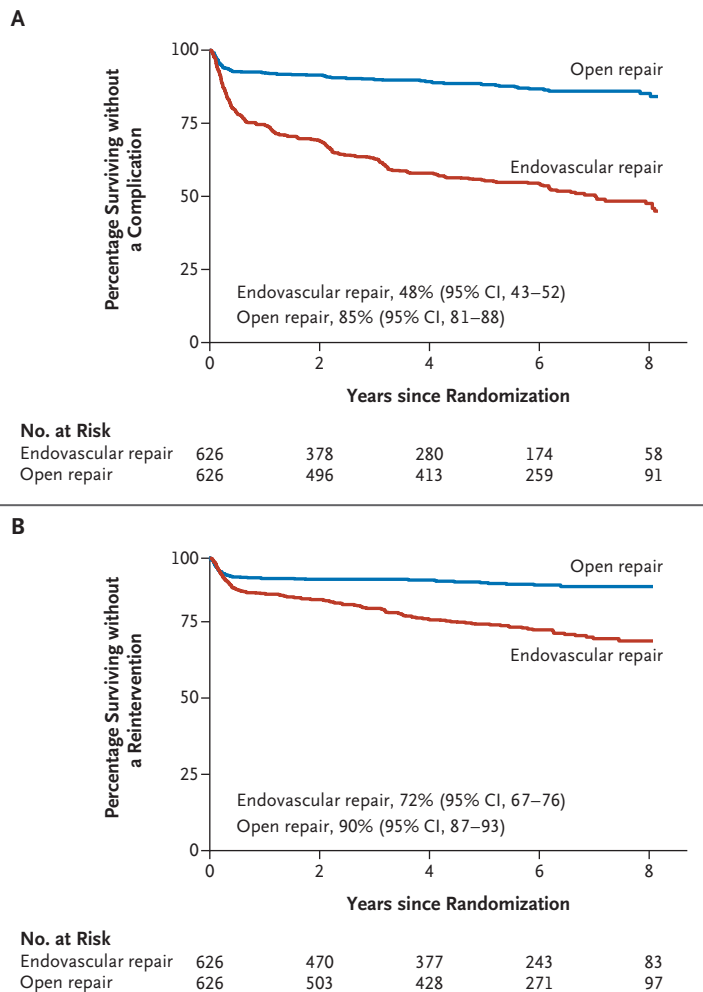 A
Percentage Surviving without
a Complication
100
75
50
25
0
Open repair
Endovascular repair
Endovascular repair, 48% (95% CI, 43–52)
Open repair, 85% (95% CI, 81–88)
0 2 4 6 8
Years since Randomization
No. at Risk
Endovascular repair 626 378 280 174 58
Open repair 626 496 413 259 91
B
Percentage Surviving without
a Reintervention
100
75
50
25
0
Open repair
Endovascular repair
Endovascular repair, 72% (95% CI, 67–76)
Open repair, 90% (95% CI, 87–93)
0 2 4 6 8
Years since Randomization
No. at Risk
Endovascular repair 626 470 377 243 83
Open repair 626 503 428 271 97